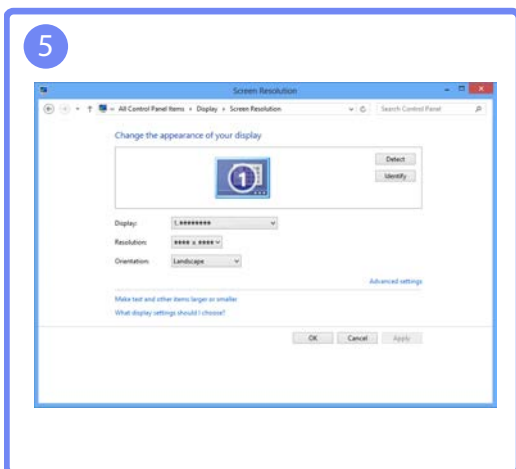 5
Screen Resolution
All Control Panel Items Display Screen Resolution
Search Control Panel
Change the appearance of your display
1
Detect
Identify
Display: 1.********
Resolution: **** x ****
Orientation: Landscape
Advanced settings
Make text and other items larger or smaller
What display settings should I choose?
OK Cancel Apply